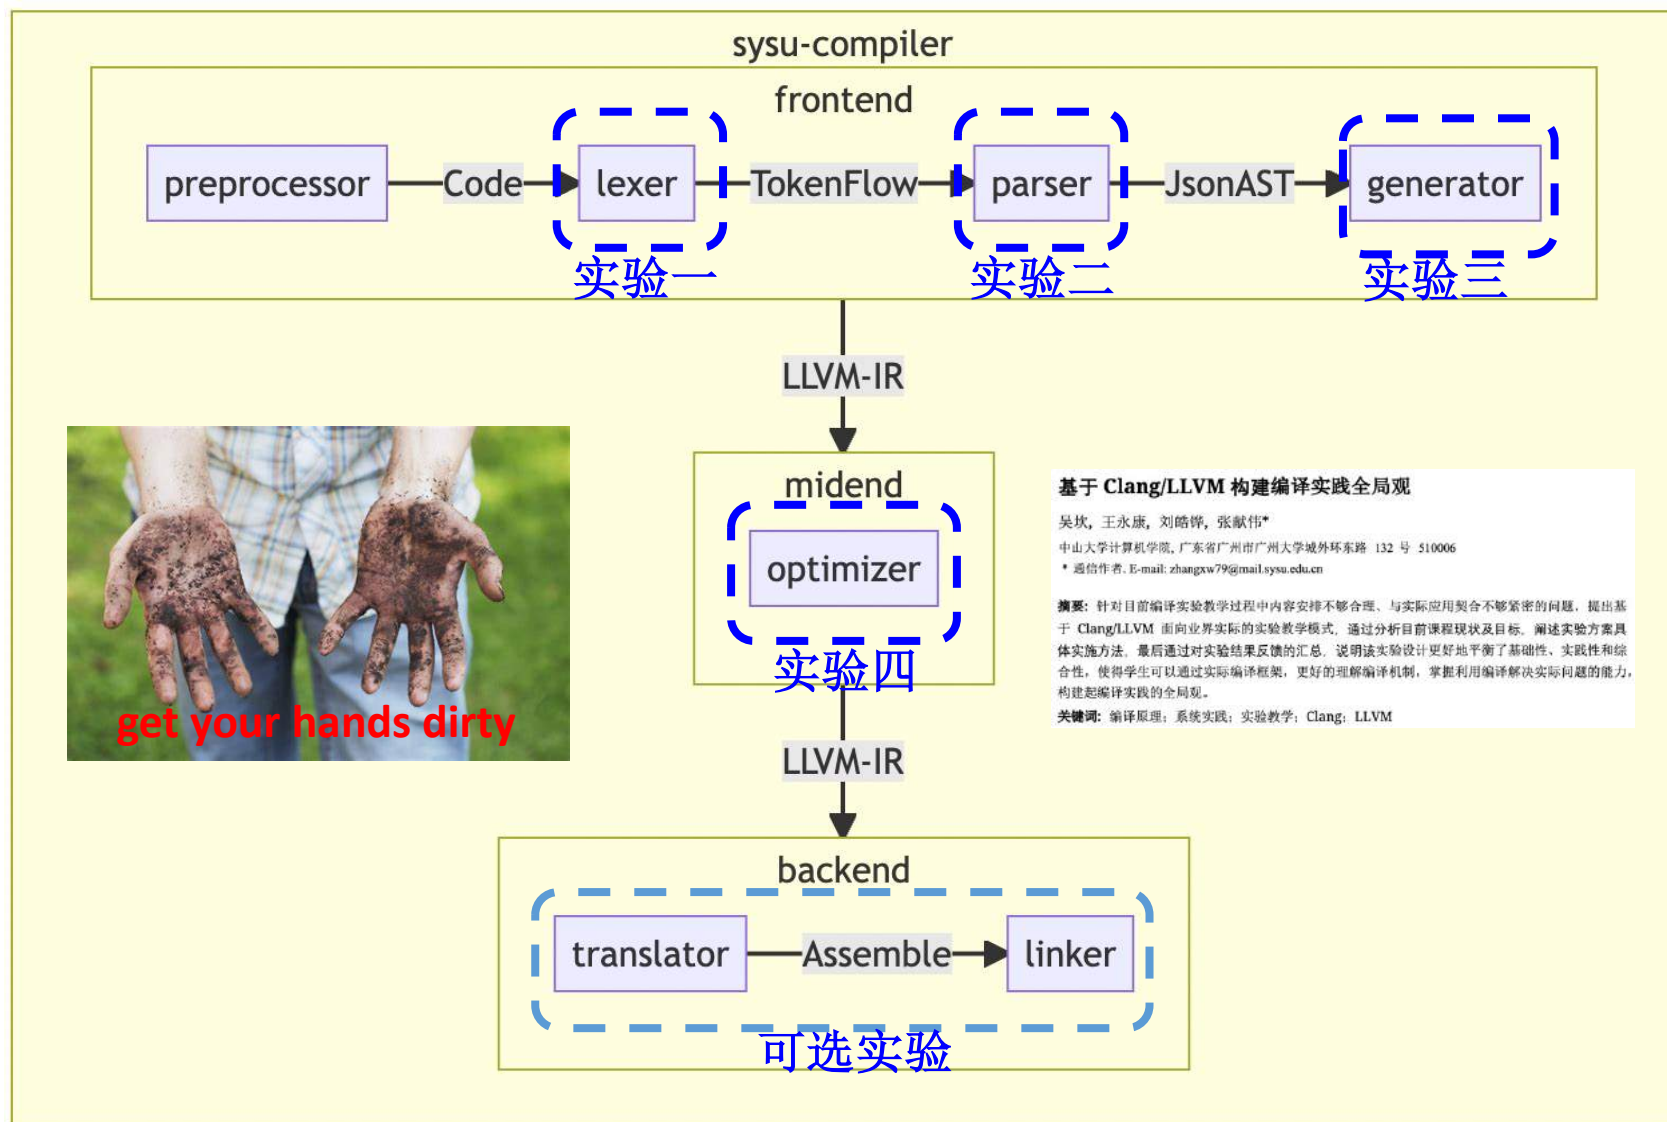 sysu-compiler
frontend
preprocessor
Code
lexer
TokenFlow
parser
JsonAST
generator
实验一
实验二
实验三
LLVM-IR
midend
optimizer
实验四
get your hands dirty
基于 Clang/LLVM 构建编译实践全局观
吴坎, 王永康, 刘皓铧, 张献伟*
中山大学计算机学院, 广东省广州市广州大学城外环东路 132 号 510006
* 通信作者. E-mail: zhangxw79@mail.sysu.edu.cn
摘要: 针对目前编译实验教学过程中内容安排不够合理、与实际应用契合不够紧密的问题, 提出基
于 Clang/LLVM 面向业界实际的实验教学模式, 通过分析目前课程现状及目标, 阐述实验方案具
体实施方法, 最后通过对实验结果反馈的汇总, 说明该实验设计更好地平衡了基础性、实践性和综
合性, 使得学生可以通过实际编译框架, 更好的理解编译机制, 掌握利用编译解决实际问题的能力,
构建起编译实践的全局观。
关键词: 编译原理; 系统实践; 实验教学; Clang; LLVM
LLVM-IR
backend
translator
Assemble
linker
可选实验